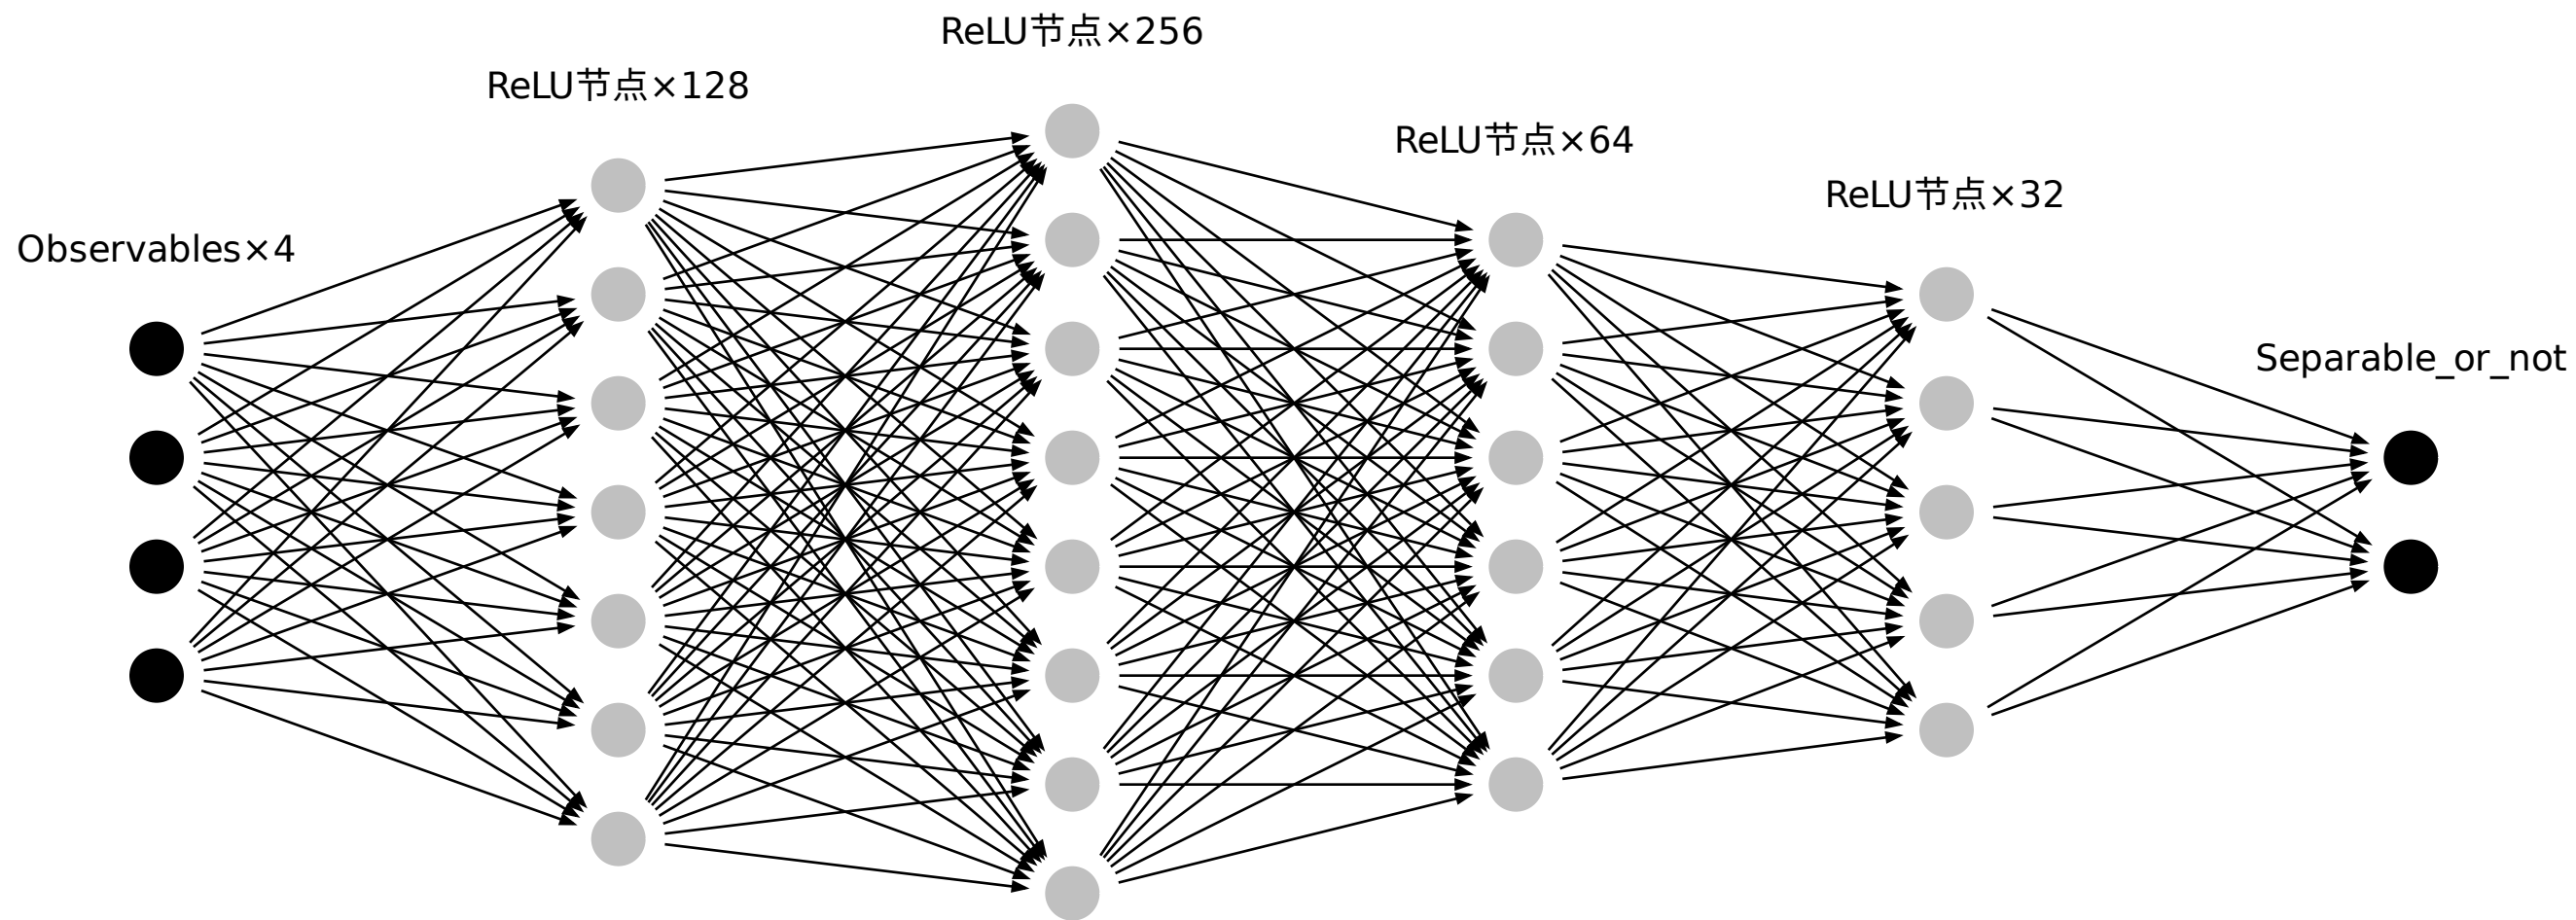 Observables×4
ReLU节点×128
ReLU节点×256
ReLU节点×64
ReLU节点×32
Separable_or_not